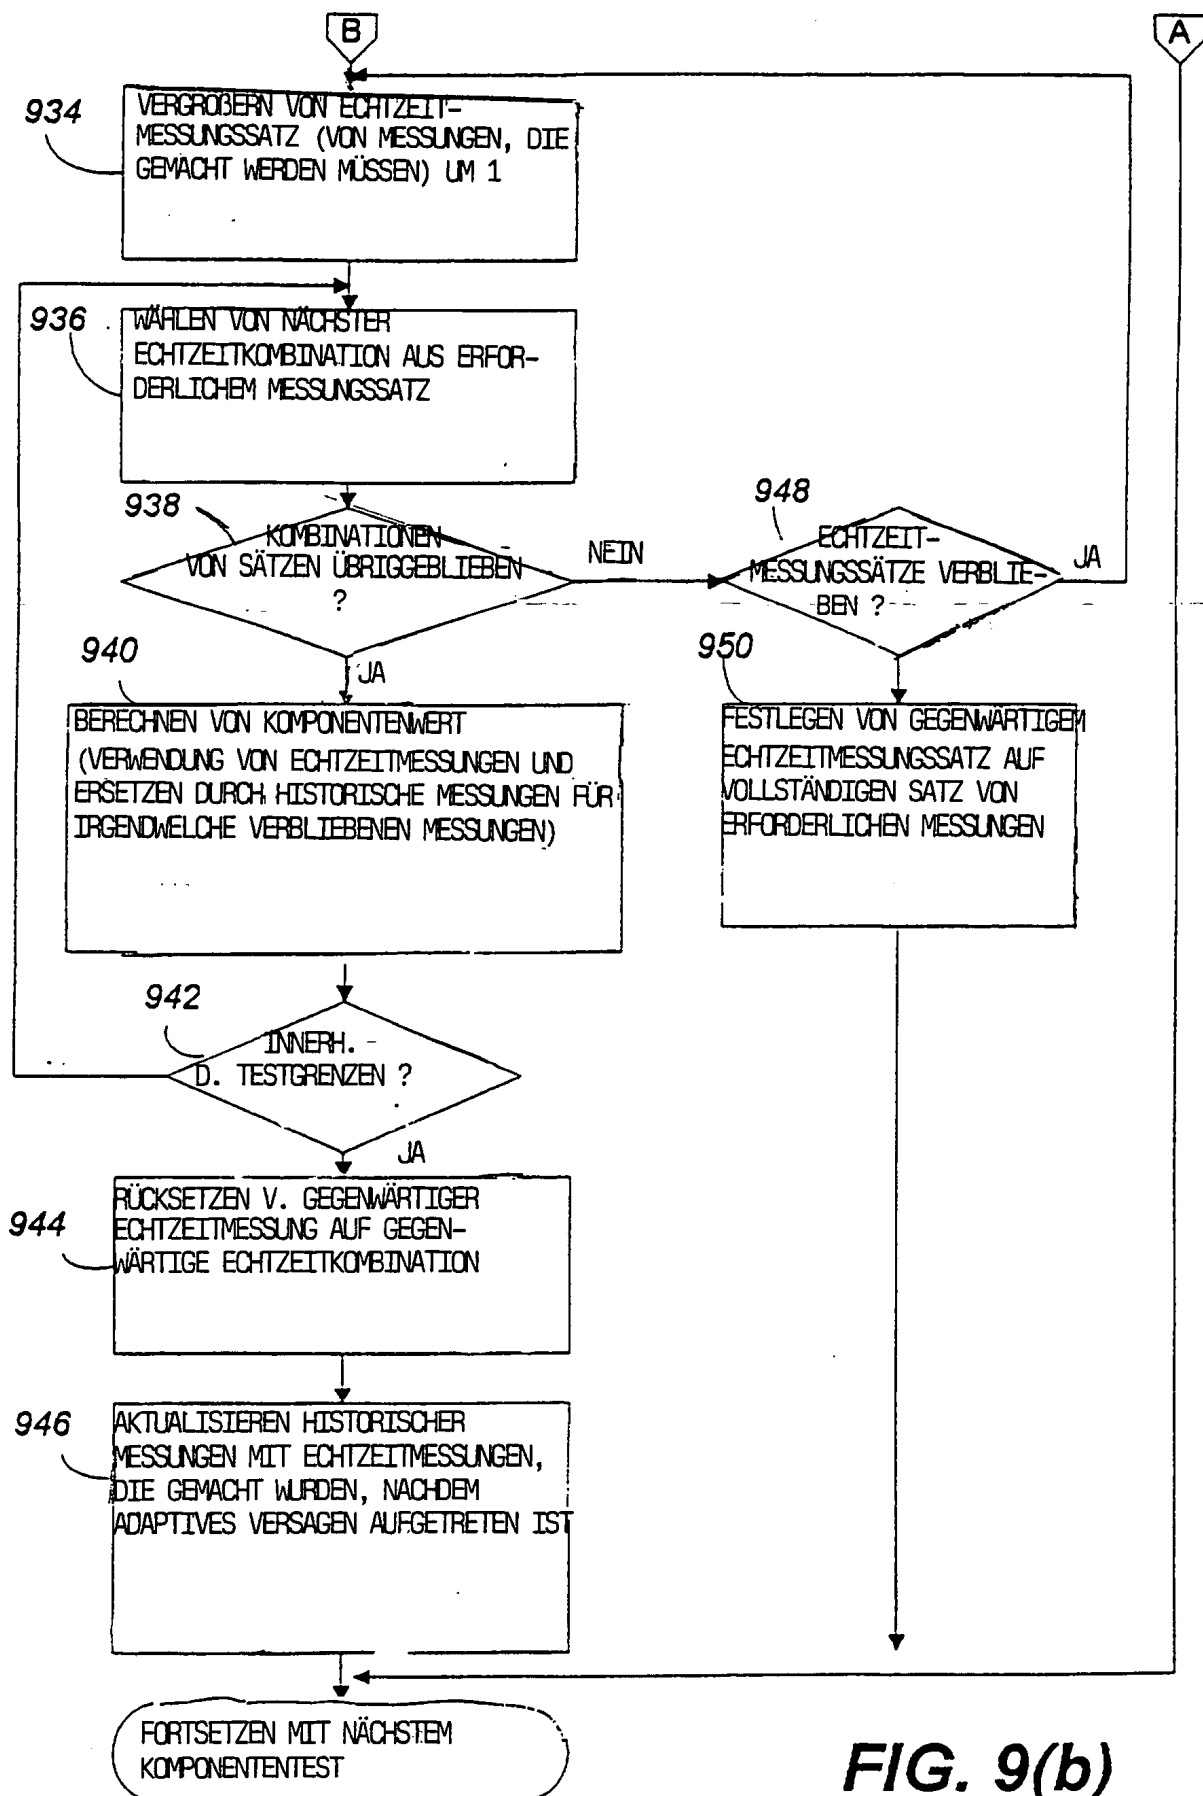 B
A
934
VERGRÖßERN VON ECHTZEIT-
MESSUNGSSATZ (VON MESSUNGEN, DIE
GEMACHT WERDEN MÜSSEN) UM 1
936
WÄHLEN VON NÄCHSTER
ECHTZEITKOMBINATION AUS ERFOR-
DERLICHEM MESSUNGSSATZ
938
KOMBINATIONEN
VON SÄTZEN ÜBRIGGEBLIEBEN
?
NEIN
JA
948
ECHTZEIT-
MESSUNGSSÄTZE VERBLIE-
BEN ?
JA
940
BERECHNEN VON KOMPONENTENWERT
(VERWENDUNG VON ECHTZEITMESSUNGEN UND
ERSETZEN DURCH HISTORISCHE MESSUNGEN FÜR
IRGENDWELCHE VERBLIEBENEN MESSUNGEN)
950
FESTLEGEN VON GEGENWÄRTIGEM
ECHTZEITMESSUNGSSATZ AUF
VOLLSTÄNDIGEN SATZ VON
ERFORDERLICHEN MESSUNGEN
942
INNERH.
D. TESTGRENZEN ?
JA
944
RÜCKSETZEN V. GEGENWÄRTIGER
ECHTZEITMESSUNG AUF GEGEN-
WÄRTIGE ECHTZEITKOMBINATION
946
AKTUALISIEREN HISTORISCHER
MESSUNGEN MIT ECHTZEITMESSUNGEN,
DIE GEMACHT WURDEN, NACHDEM
ADAPTIVES VERSAGEN AUFGETRETEN IST
FORTSETZEN MIT NÄCHSTEM
KOMPONENTENTEST
FIG. 9(b)